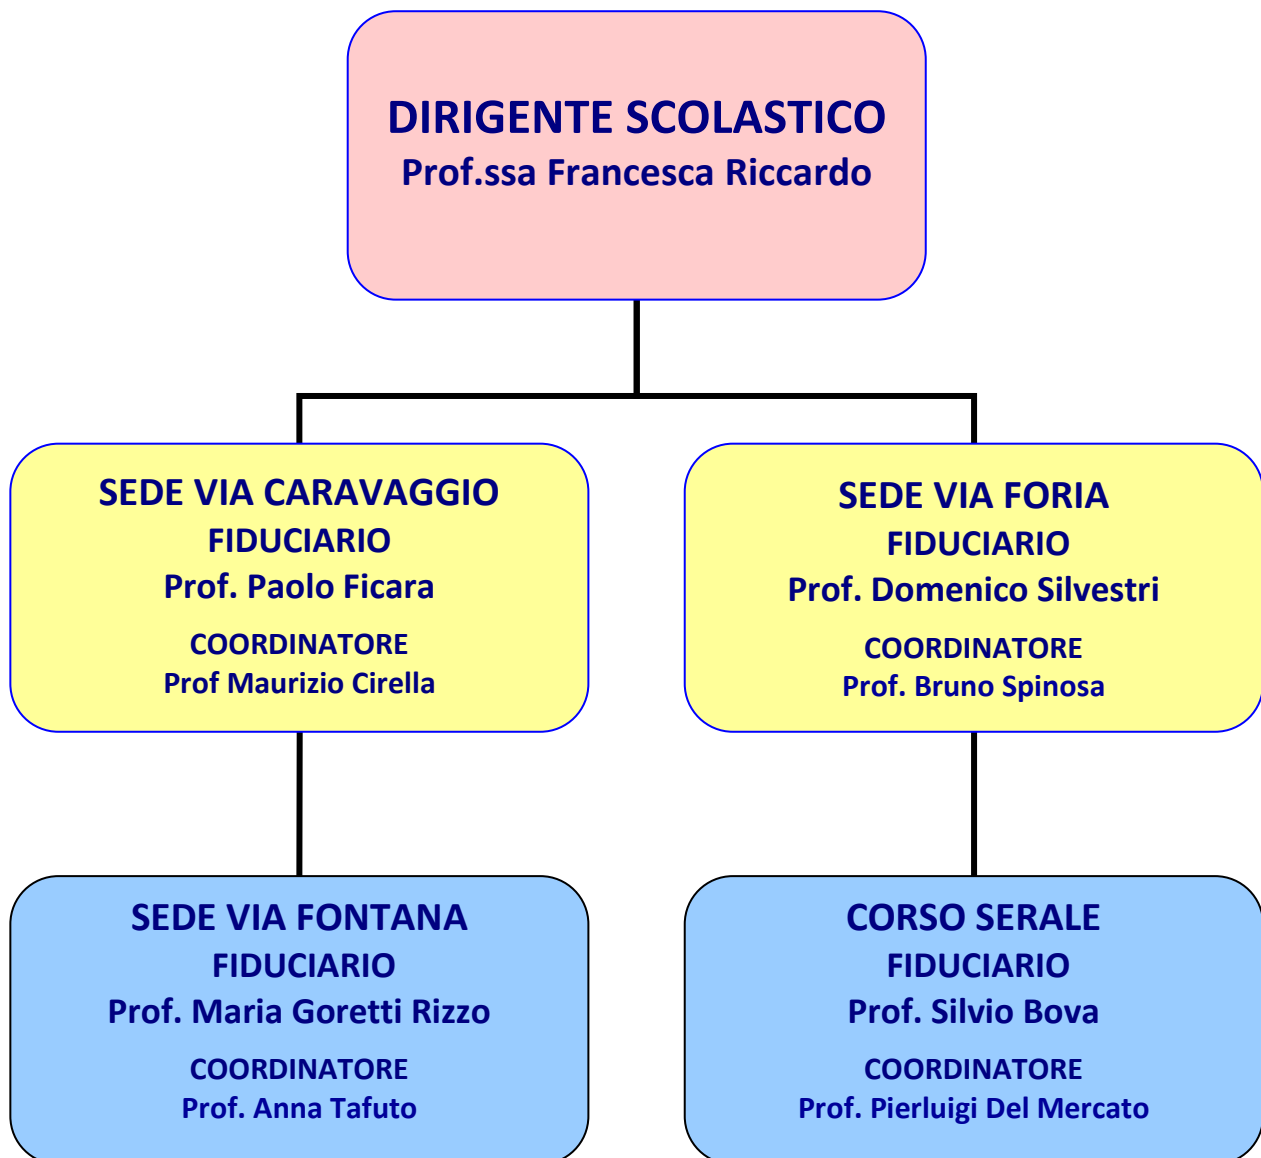 DIRIGENTE SCOLASTICO
Prof.ssa Francesca Riccardo
SEDE VIA CARAVAGGIO
FIDUCIARIO
Prof. Paolo Ficara
COORDINATORE
Prof Maurizio Cirella
SEDE VIA FORIA
FIDUCIARIO
Prof. Domenico Silvestri
COORDINATORE
Prof. Bruno Spinosa
SEDE VIA FONTANA
FIDUCIARIO
Prof. Maria Goretti Rizzo
COORDINATORE
Prof. Anna Tafuto
CORSO SERALE
FIDUCIARIO
Prof. Silvio Bova
COORDINATORE
Prof. Pierluigi Del Mercato